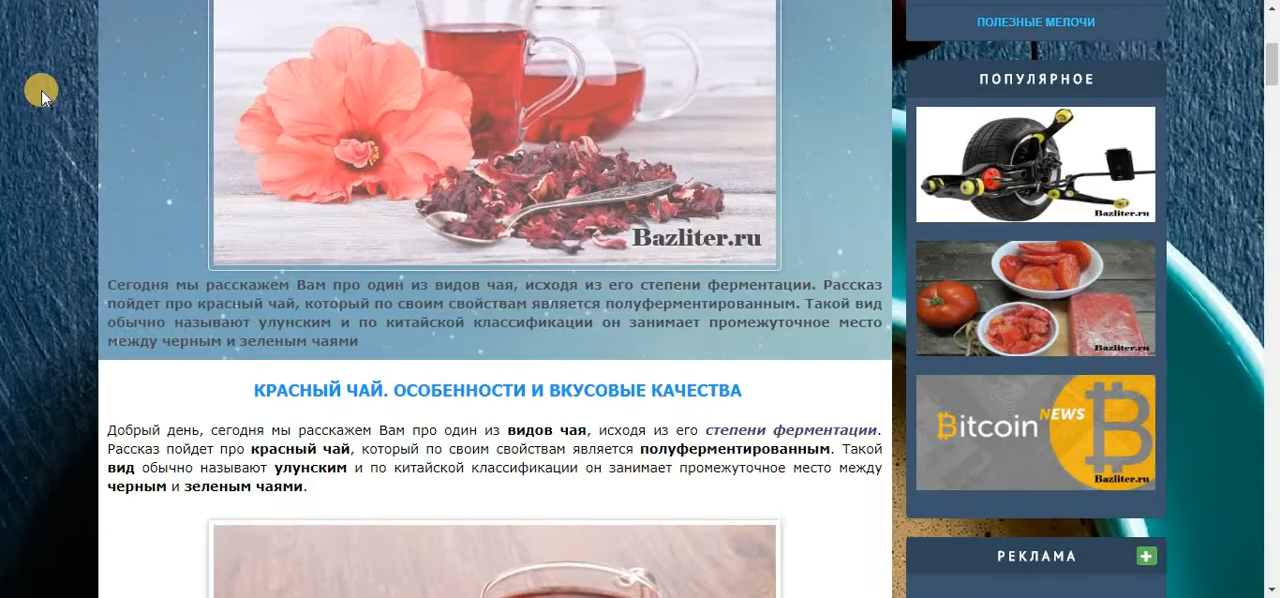 ПОЛЕЗНЫЕ МЕЛОЧИ
ПОПУЛЯРНОЕ
Bazliter.ru
Bazliter.ru
Bazliter.ru
Bitcoin NEWS
Bazliter.ru
РЕКЛАМА
Сегодня мы расскажем Вам про один из видов чая, исходя из его степени ферментации. Рассказ
пойдет про красный чай, который по своим свойствам является полуферментированным. Такой вид
обычно называют улунским и по китайской классификации он занимает промежуточное место
между черным и зеленым чаями
КРАСНЫЙ ЧАЙ. ОСОБЕННОСТИ И ВКУСОВЫЕ КАЧЕСТВА
Добрый день, сегодня мы расскажем Вам про один из видов чая, исходя из его степени ферментации.
Рассказ пойдет про красный чай, который по своим свойствам является полуферментированным. Такой
вид обычно называют улунским и по китайской классификации он занимает промежуточное место между
черным и зеленым чаями.